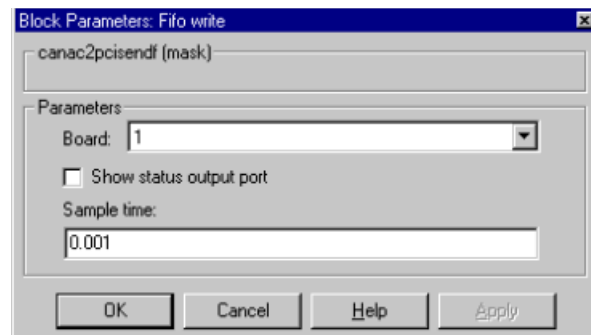 Block Parameters: Fifo write
canac2pcisendf (mask)
Parameters
Board: 1
Show status output port
Sample time:
0.001
OK Cancel Help Apply